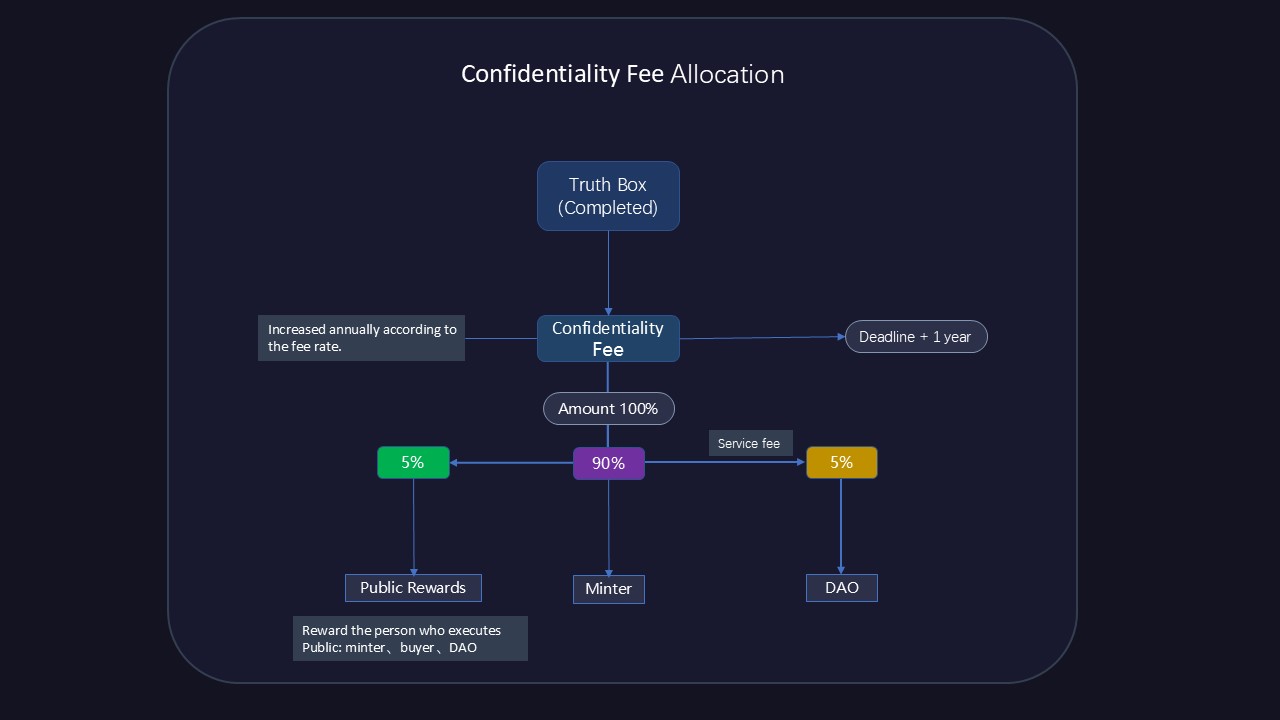 Confidentiality Fee Allocation
Truth Box
(Completed)
Increased annually according to
the fee rate.
Confidentiality
Fee
Deadline + 1 year
Amount 100%
Service fee
5%
90%
5%
Public Rewards
Minter
DAO
Reward the person who executes
Public: minter、buyer、DAO